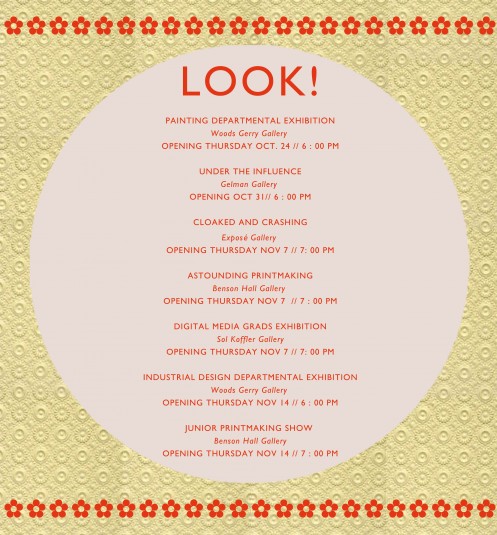 LOOK!
PAINTING DEPARTMENTAL EXHIBITION
Woods Gerry Gallery
OPENING THURSDAY OCT. 24 // 6 : 00 PM
UNDER THE INFLUENCE
Gelman Gallery
OPENING OCT 31// 6 : 00 PM
CLOAKED AND CRASHING
Exposé Gallery
OPENING THURSDAY NOV 7 // 7: 00 PM
ASTOUNDING PRINTMAKING
Benson Hall Gallery
OPENING THURSDAY NOV 7 // 7 : 00 PM
DIGITAL MEDIA GRADS EXHIBITION
Sol Koffler Gallery
OPENING THURSDAY NOV 7 // 7: 00 PM
INDUSTRIAL DESIGN DEPARTMENTAL EXHIBITION
Woods Gerry Gallery
OPENING THURSDAY NOV 14 // 6 : 00 PM
JUNIOR PRINTMAKING SHOW
Benson Hall Gallery
OPENING THURSDAY NOV 14 // 7 : 00 PM